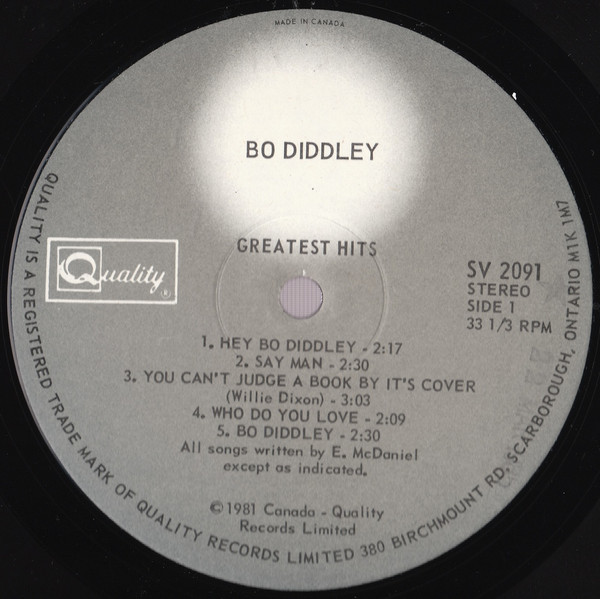 MADE IN CANADA
BO DIDDLEY
GREATEST HITS
Quality®
SV 2091
STEREO
SIDE 1
33 1/3 RPM
1. HEY BO DIDDLEY - 2:17
2. SAY MAN - 2:30
3. YOU CAN'T JUDGE A BOOK BY IT'S COVER
(Willie Dixon) - 3:03
4. WHO DO YOU LOVE - 2:09
5. BO DIDDLEY - 2:30
All songs written by E. McDaniel
except as indicated.
©1981 Canada - Quality
Records Limited
QUALITY IS A REGISTERED TRADE MARK OF QUALITY RECORDS LIMITED 380 BIRCHMOUNT RD. SCARBOROUGH, ONTARIO M1K 1M7